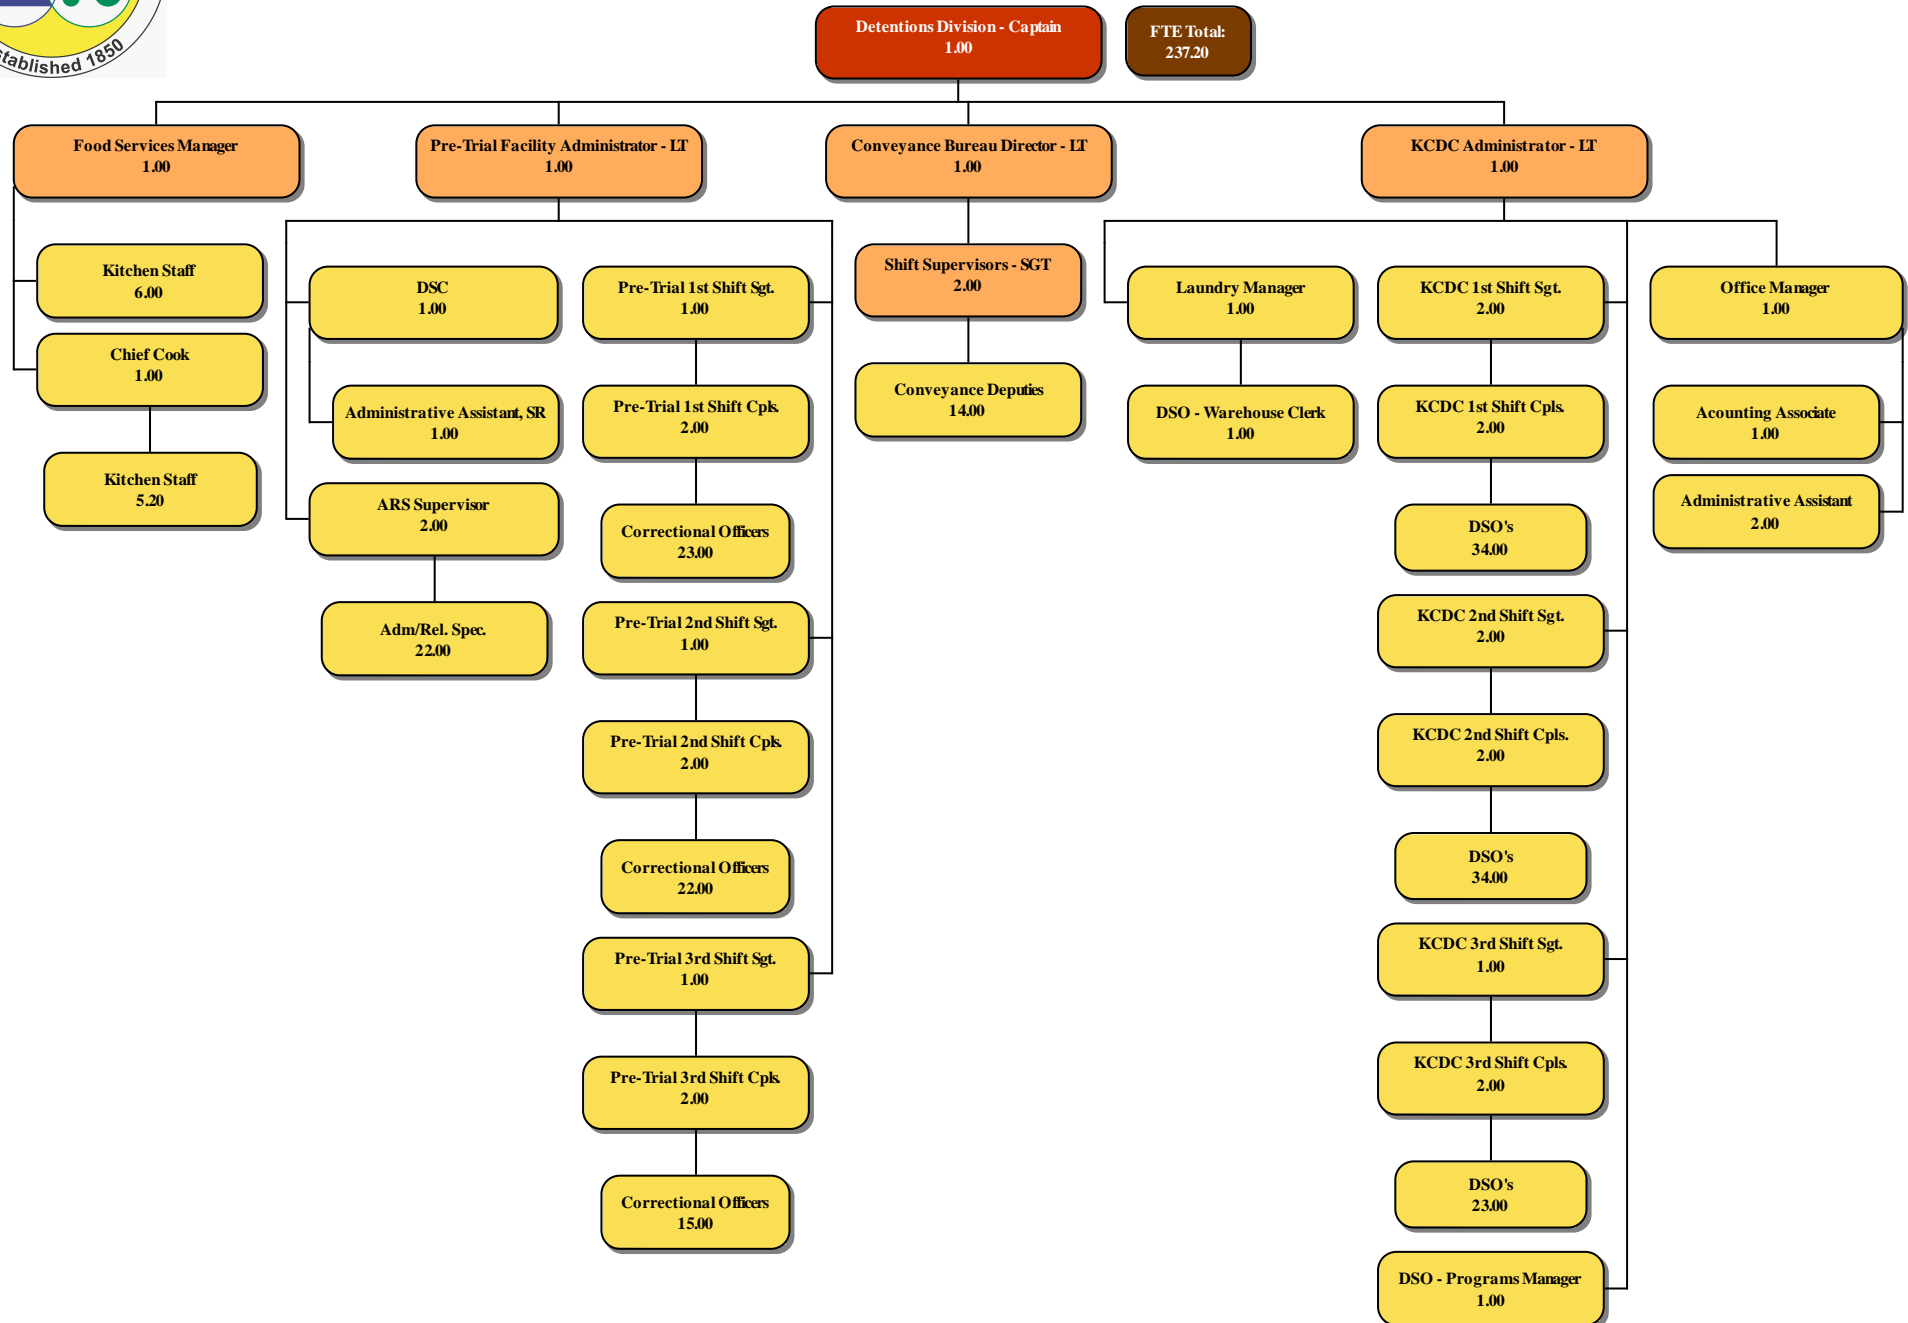 Established 1850
Detentions Division - Captain
1.00
FTE Total:
237.20
Food Services Manager
1.00
Pre-Trial Facility Administrator - LT
1.00
Conveyance Bureau Director - LT
1.00
KCDC Administrator - LT
1.00
Kitchen Staff
6.00
Chief Cook
1.00
Kitchen Staff
5.20
DSC
1.00
Administrative Assistant, SR
1.00
ARS Supervisor
2.00
Adm/Rel. Spec.
22.00
Pre-Trial 1st Shift Sgt.
1.00
Pre-Trial 1st Shift Cpls.
2.00
Correctional Officers
23.00
Pre-Trial 2nd Shift Sgt.
1.00
Pre-Trial 2nd Shift Cpls.
2.00
Correctional Officers
22.00
Pre-Trial 3rd Shift Sgt.
1.00
Pre-Trial 3rd Shift Cpls.
2.00
Correctional Officers
15.00
Shift Supervisors - SGT
2.00
Conveyance Deputies
14.00
Laundry Manager
1.00
DSO - Warehouse Clerk
1.00
KCDC 1st Shift Sgt.
2.00
KCDC 1st Shift Cpls.
2.00
DSO's
34.00
KCDC 2nd Shift Sgt.
2.00
KCDC 2nd Shift Cpls.
2.00
DSO's
34.00
KCDC 3rd Shift Sgt.
1.00
KCDC 3rd Shift Cpls.
2.00
DSO's
23.00
DSO - Programs Manager
1.00
Office Manager
1.00
Acounting Associate
1.00
Administrative Assistant
2.00